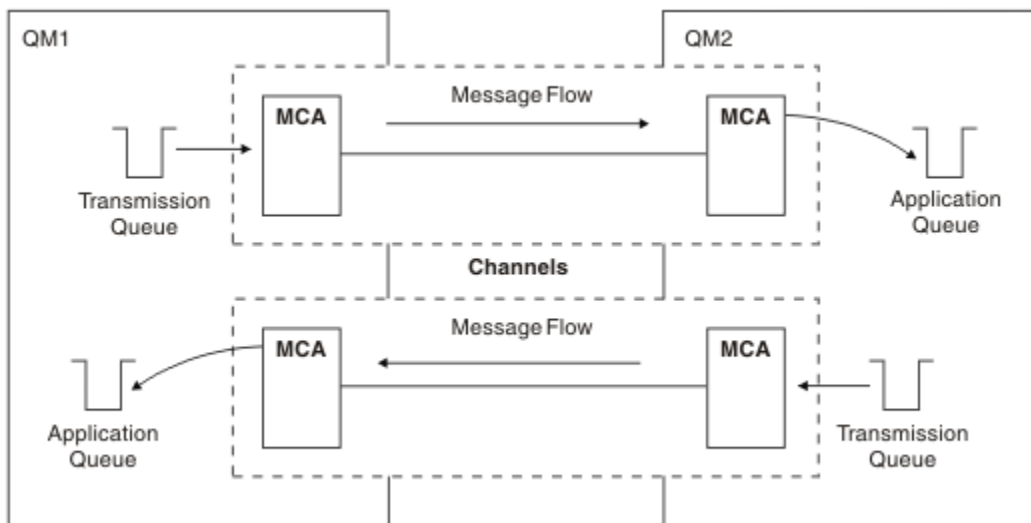 QM1
QM2
Message Flow
MCA
MCA
Transmission
Queue
Application
Queue
Channels
Message Flow
MCA
MCA
Application
Queue
Transmission
Queue